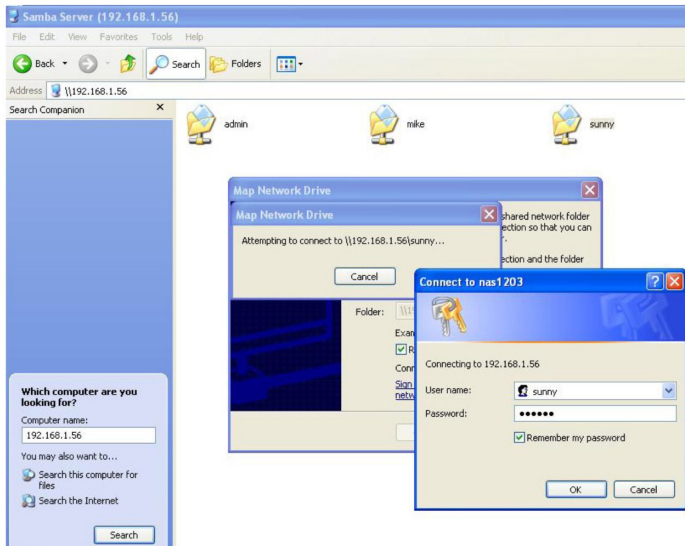 Samba Server (192.168.1.56)
File Edit View Favorites Tools Help
Back Search Folders
Address \\192.168.1.56
Search Companion
admin mike sunny
Map Network Drive
Map Network Drive
shared network folder
ection so that you can
Attempting to connect to \\192.168.1.56\sunny...
ection and the folder
Cancel
Connect to nas1203
Folder:
Connecting to 192.168.1.56
User name: sunny
Password: ●●●●●●
Remember my password
OK Cancel
Sign
Which computer are you
looking for?
Computer name:
192.168.1.56
You may also want to...
Search this computer for
files
Search the Internet
Search